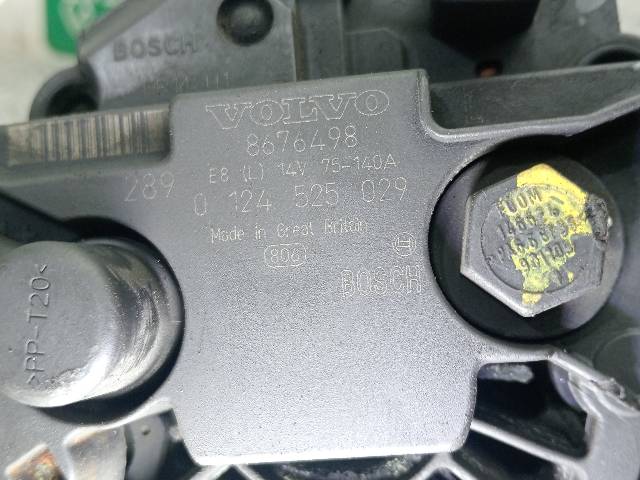 BOSCH
VOLVO
8676498
E8 (L) 14V 75-140A
289
0 124 525 029
Made in Great Britain
806
BOSCH
>PP-T20<